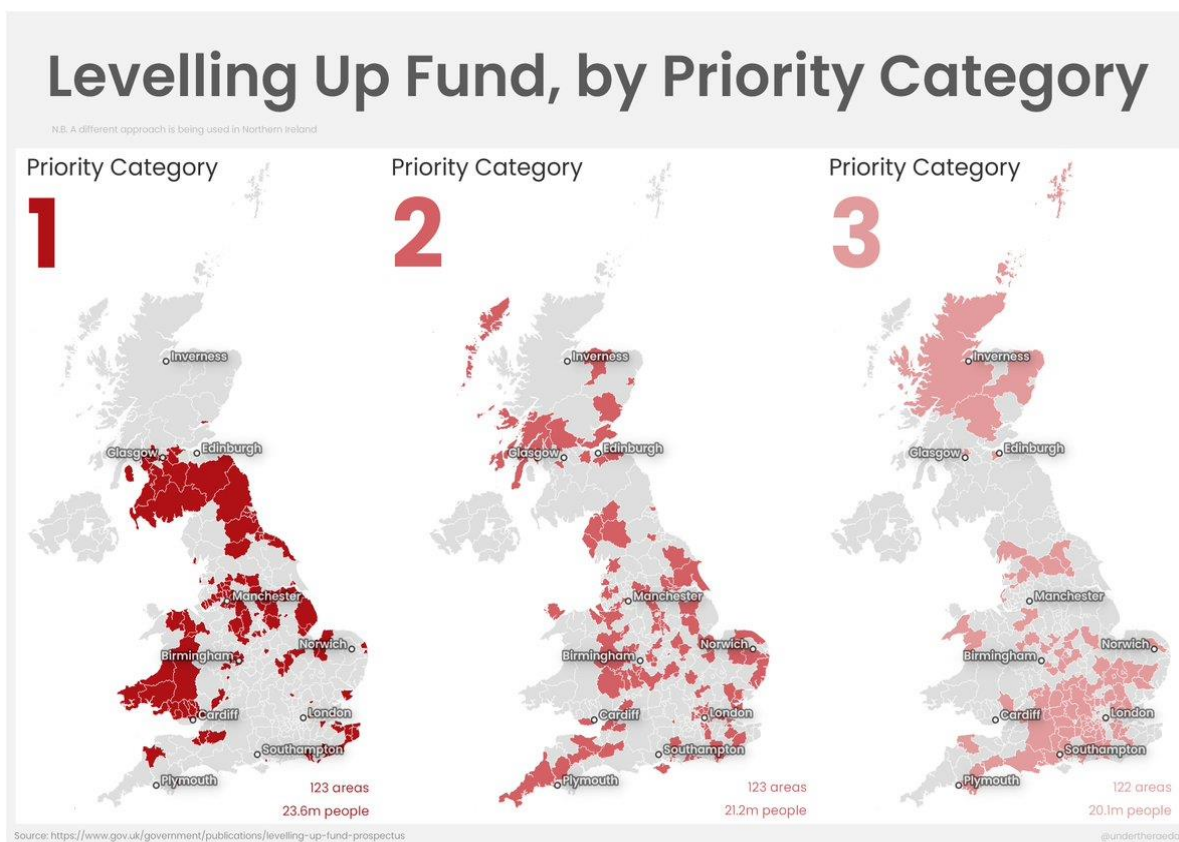 Levelling Up Fund, by Priority Category
N.B. A different approach is being used in Northern Ireland
Priority Category
1
Inverness
Glasgow
Edinburgh
Manchester
Norwich
Birmingham
Cardiff
London
Southampton
Plymouth
123 areas
23.6m people
Priority Category
2
Inverness
Glasgow
Edinburgh
Manchester
Norwich
Birmingham
Cardiff
London
Southampton
Plymouth
123 areas
21.2m people
Priority Category
3
Inverness
Glasgow
Edinburgh
Manchester
Norwich
Birmingham
Cardiff
London
Southampton
Plymouth
122 areas
20.1m people
Source: https://www.gov.uk/government/publications/levelling-up-fund-prospectus